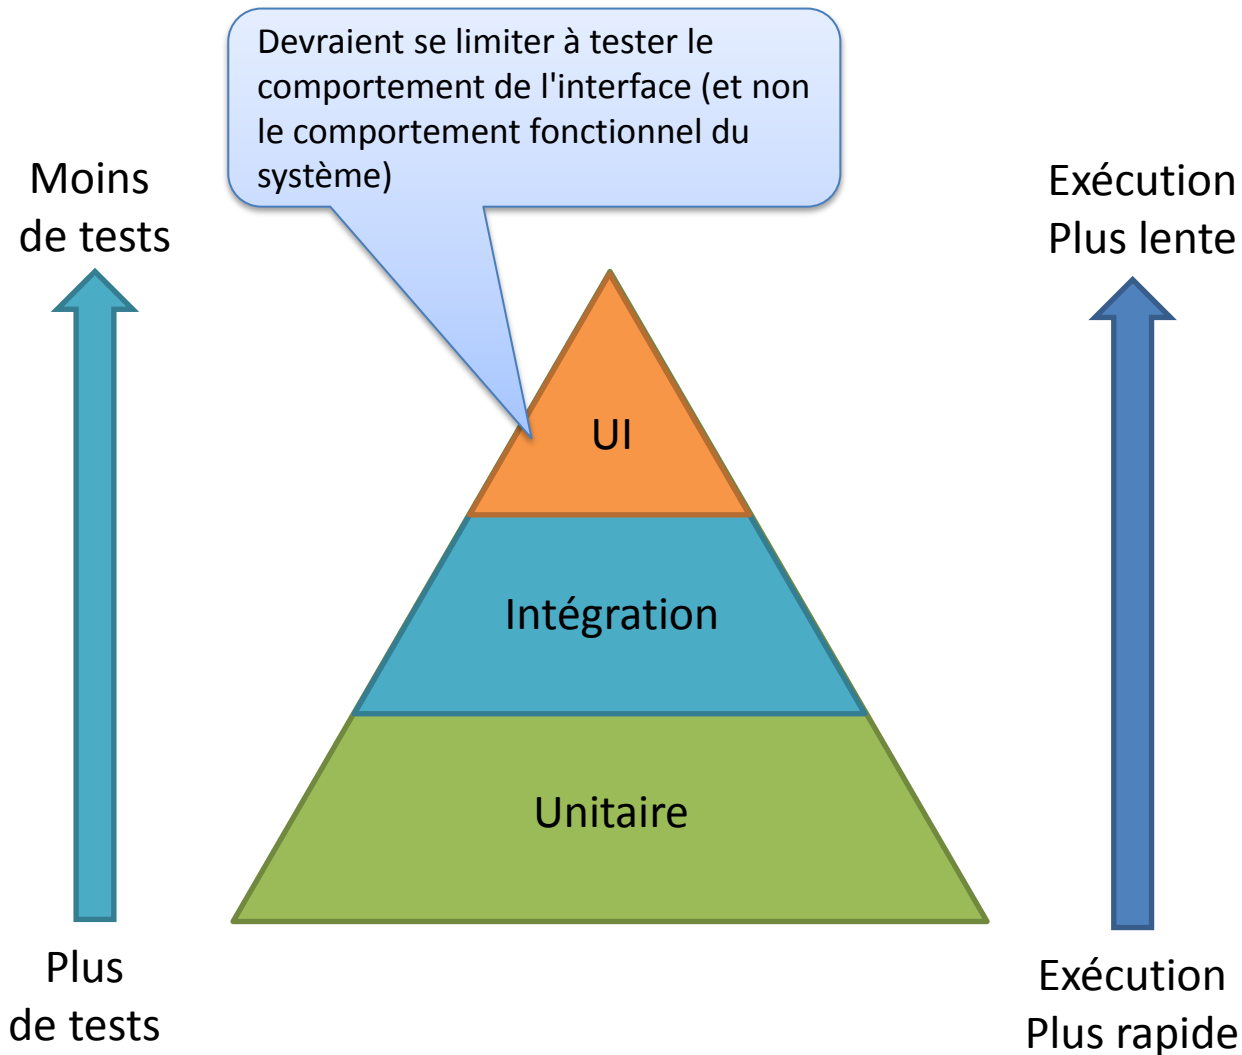 Devraient se limiter à tester le
comportement de l'interface (et non
le comportement fonctionnel du
système)
Moins
de tests
Exécution
Plus lente
UI
Intégration
Unitaire
Plus
de tests
Exécution
Plus rapide